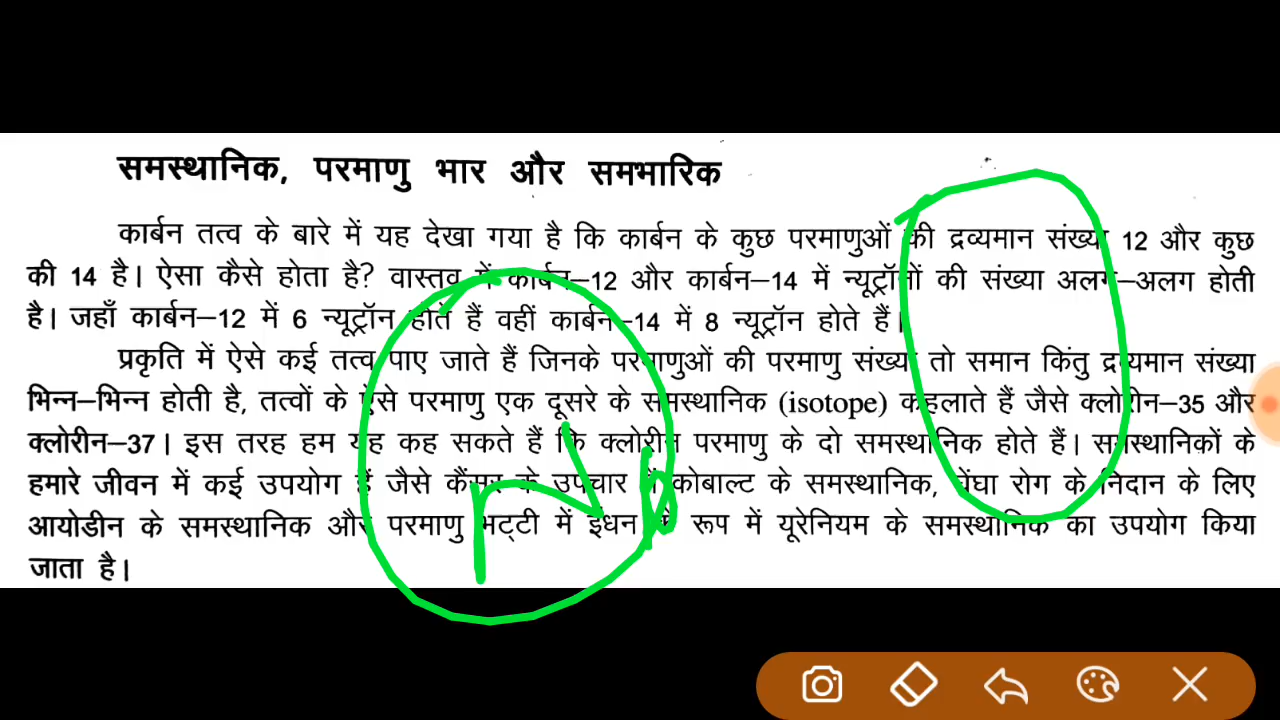 समस्थानिक, परमाणु भार और समभारिक
कार्बन तत्व के बारे में यह देखा गया है कि कार्बन के कुछ परमाणुओं की द्रव्यमान संख्या 12 और कुछ
की 14 है। ऐसा कैसे होता है? वास्तव में कार्बन–12 और कार्बन–14 में न्यूट्रॉनों की संख्या अलग–अलग होती
है। जहाँ कार्बन–12 में 6 न्यूट्रॉन होते हैं वहीं कार्बन–14 में 8 न्यूट्रॉन होते हैं।
प्रकृति में ऐसे कई तत्व पाए जाते हैं जिनके परमाणुओं की परमाणु संख्या तो समान किंतु द्रव्यमान संख्या
भिन्न–भिन्न होती है, तत्वों के ऐसे परमाणु एक दूसरे के समस्थानिक (isotope) कहलाते हैं जैसे क्लोरीन–35 और
क्लोरीन–37। इस तरह हम यह कह सकते हैं कि क्लोरीन परमाणु के दो समस्थानिक होते हैं। समस्थानिकों के
हमारे जीवन में कई उपयोग हैं जैसे कैंसर के उपचार में कोबाल्ट के समस्थानिक, घेंघा रोग के निदान के लिए
आयोडीन के समस्थानिक और परमाणु भट्टी में इंधन के रूप में यूरेनियम के समस्थानिक का उपयोग किया
जाता है।